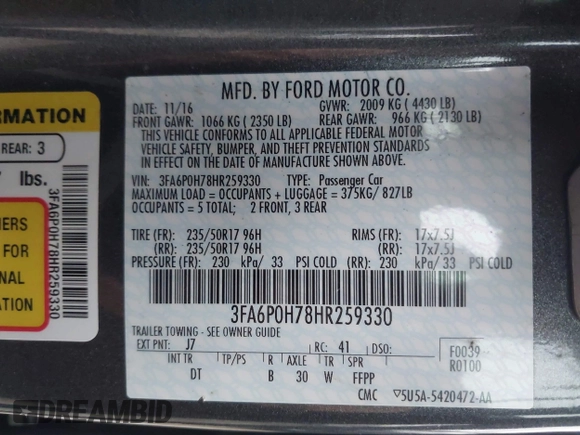 ORMATION
REAR: 3
lbs.
NERS
FOR
NAL
ATION
3FA6P0H78HR259330
MFD. BY FORD MOTOR CO.
DATE: 11/16 GVWR: 2009 KG ( 4430 LB)
FRONT GAWR: 1066 KG ( 2350 LB) REAR GAWR: 966 KG ( 2130 LB)
THIS VEHICLE CONFORMS TO ALL APPLICABLE FEDERAL MOTOR
VEHICLE SAFETY, BUMPER, AND THEFT PREVENTION STANDARDS
IN EFFECT ON THE DATE OF MANUFACTURE SHOWN ABOVE.
VIN: 3FA6P0H78HR259330 TYPE: Passenger Car
MAXIMUM LOAD = OCCUPANTS + LUGGAGE = 375KG/ 827LB
OCCUPANTS = 5 TOTAL; 2 FRONT, 3 REAR
TIRE (FR): 235/50R17 96H RIMS (FR): 17x7.5J
(RR): 235/50R17 96H (RR): 17x7.5J
PRESSURE (FR): 230 kPa/ 33 PSI COLD (RR): 230 kPa/ 33 PSI COLD
3FA6P0H78HR259330
TRAILER TOWING - SEE OWNER GUIDE
EXT PNT: J7 RC: 41 DSO: F0039
R0100
INT TR TP/PS R AXLE TR SPR
DT B 30 W FFPP
CMC 5U5A-5420472-AA
DREAMBID